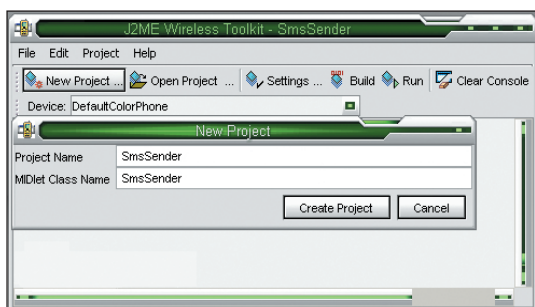 J2ME Wireless Toolkit - SmsSender
File Edit Project Help
New Project ... Open Project ... Settings ... Build Run Clear Console
Device: DefaultColorPhone
New Project
Project Name SmsSender
MIDlet Class Name SmsSender
Create Project Cancel